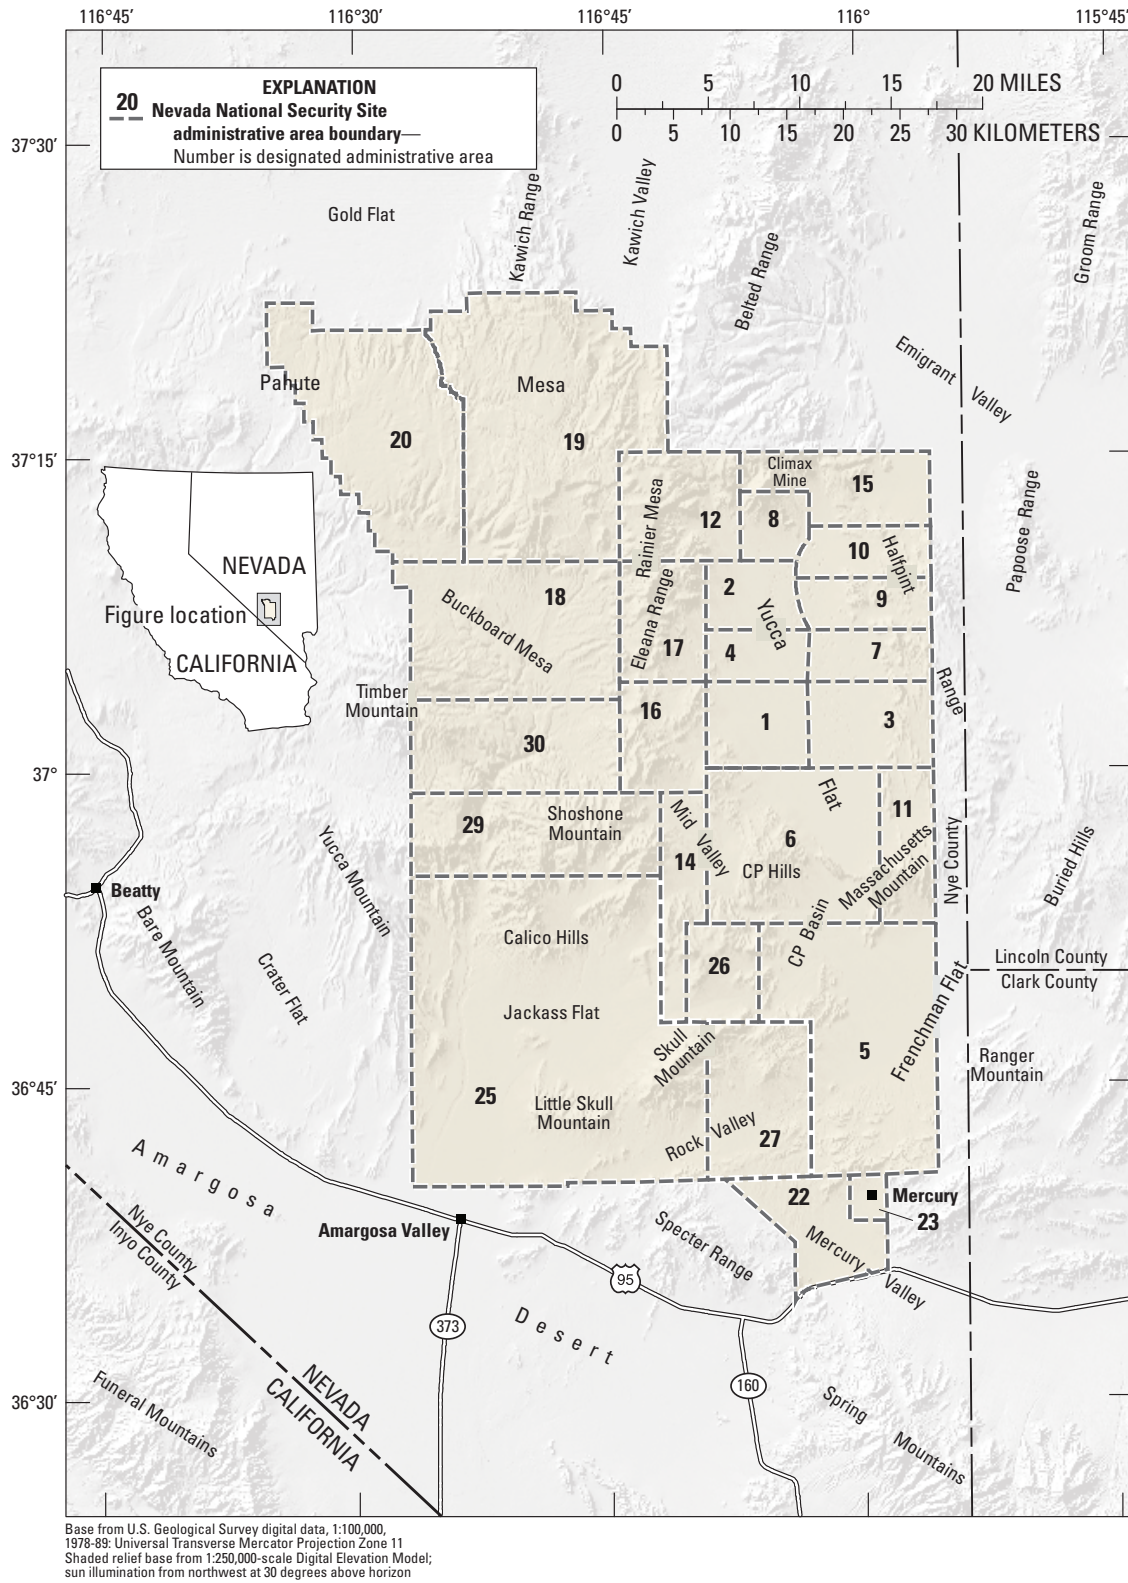 116°45’ 116°30’ 116°45’ 116° 115°45’
EXPLANATION
20 Nevada National Security Site
administrative area boundary—
Number is designated administrative area
0 5 10 15 20 MILES
0 5 10 15 20 25 30 KILOMETERS
37°30’
Gold Flat
Kawich Range
Kawich Valley
Belted Range
Groom Range
Emigrant Valley
Pahute Mesa
20
19
37°15’
Climax
Mine
15
Rainier Mesa
12
8
10
Halfpint
Papoose Range
NEVADA
Figure location
CALIFORNIA
18
Buckboard Mesa
2
9
Yucca
Eleana Range
17
4
7
Timber
Mountain
Range
16
1
3
30
37°
Flat
11
29
Shoshone
Mountain
Mid Valley
14
6
CP Hills
Massachusetts
Mountain
Nye County
Buried Hills
Yucca Mountain
Beatty
Bare Mountain
Crater Flat
Calico Hills
CP Basin
26
Lincoln County
Clark County
Jackass Flat
Frenchman Flat
Skull
Mountain
5
Ranger
Mountain
36°45’
25
Little Skull
Mountain
Rock Valley
27
Amargosa
22
Mercury
23
Nye County
Inyo County
Amargosa Valley
Specter Range
Mercury Valley
95
Desert
373
160
NEVADA
CALIFORNIA
36°30’
Funeral Mountains
Spring Mountains
Base from U.S. Geological Survey digital data, 1:100,000,
1978-89: Universal Transverse Mercator Projection Zone 11
Shaded relief base from 1:250,000-scale Digital Elevation Model;
sun illumination from northwest at 30 degrees above horizon